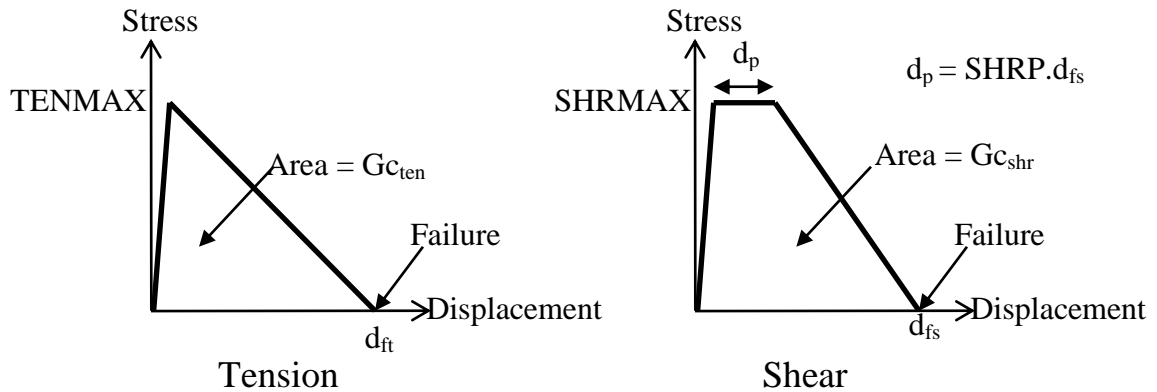 Stress
TENMAX
Area = Gc_ten
Failure
Displacement
d_ft
Tension
Stress
d_p
d_p = SHRP.d_fs
SHRMAX
Area = Gc_shr
Failure
Displacement
d_fs
Shear